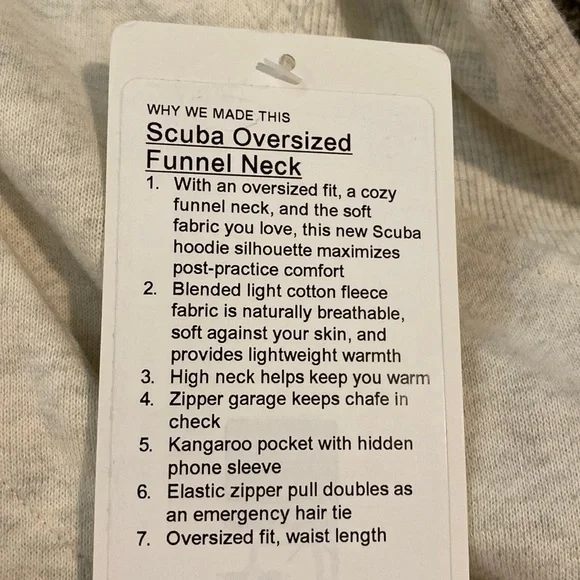 WHY WE MADE THIS
Scuba Oversized
Funnel Neck
1. With an oversized fit, a cozy
funnel neck, and the soft
fabric you love, this new Scuba
hoodie silhouette maximizes
post-practice comfort
2. Blended light cotton fleece
fabric is naturally breathable,
soft against your skin, and
provides lightweight warmth
3. High neck helps keep you warm
4. Zipper garage keeps chafe in
check
5. Kangaroo pocket with hidden
phone sleeve
6. Elastic zipper pull doubles as
an emergency hair tie
7. Oversized fit, waist length